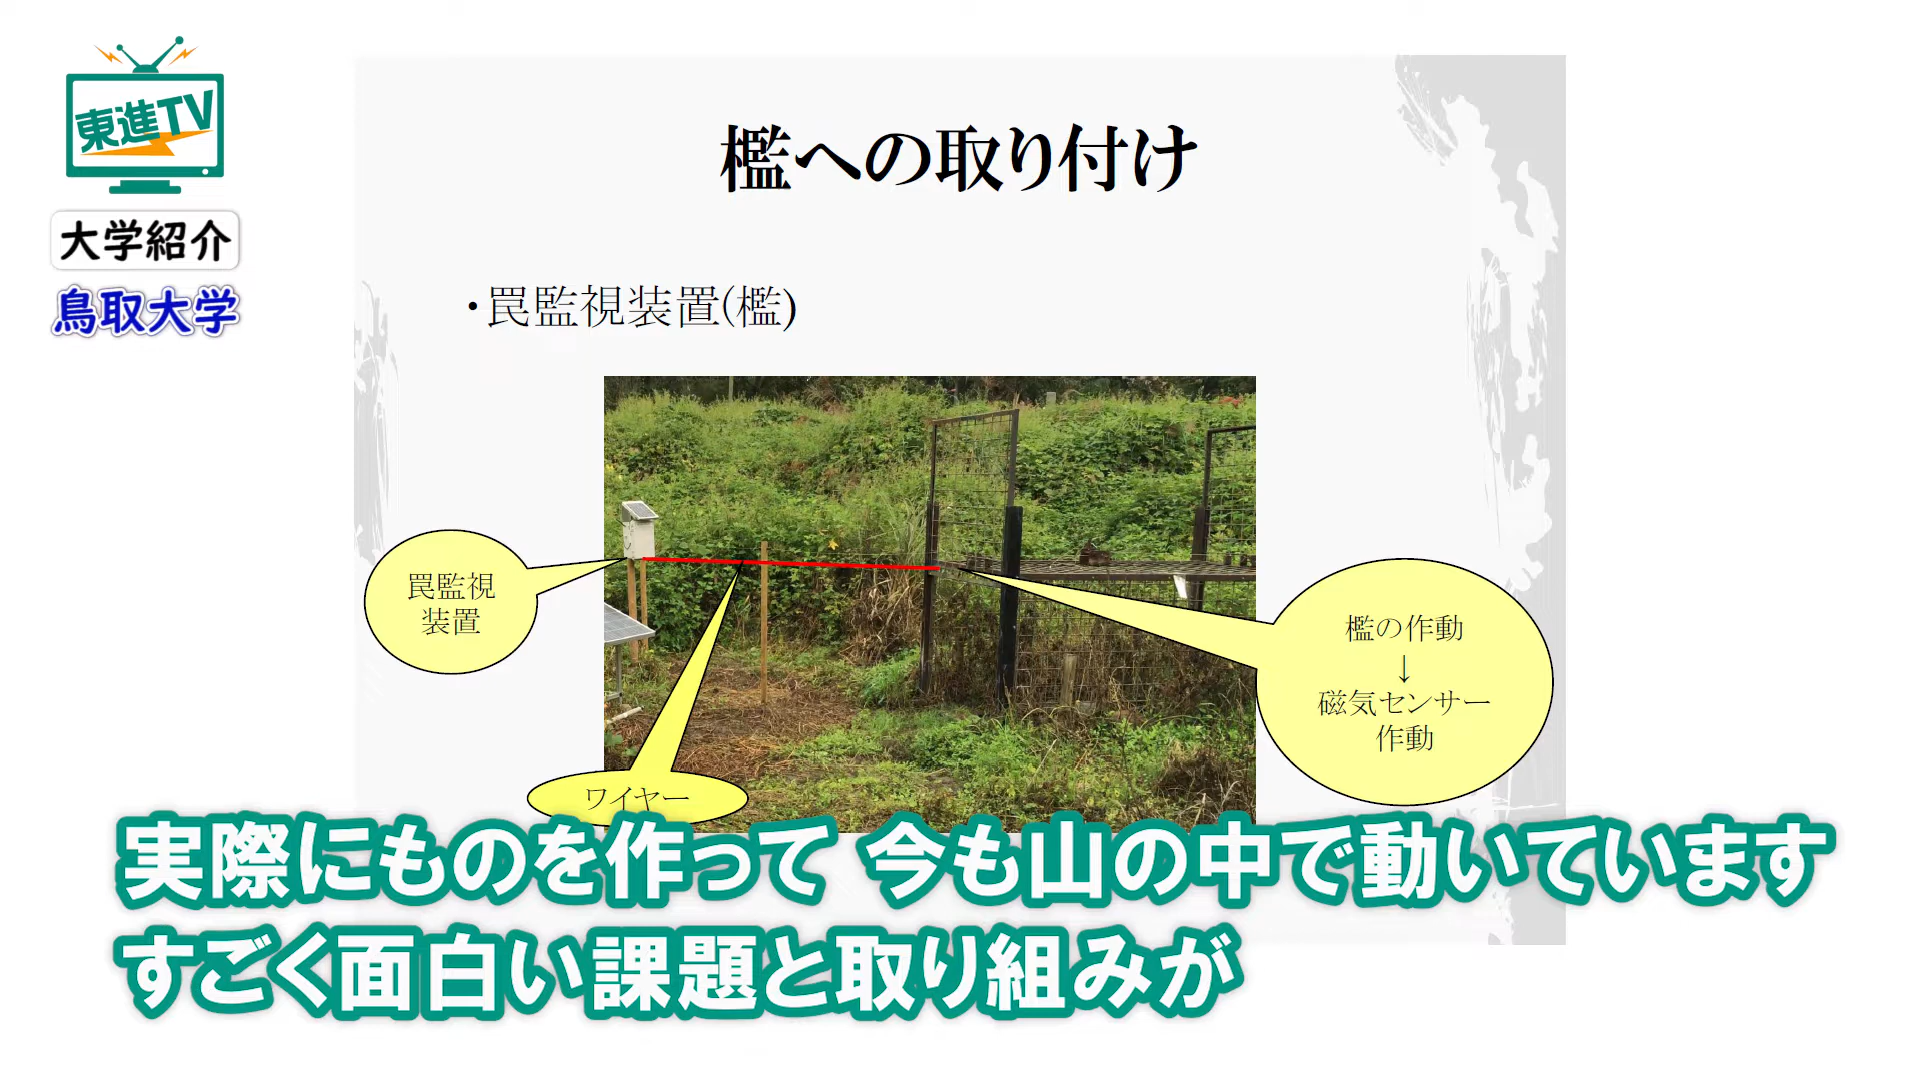 東進TV
大学紹介
鳥取大学
檻への取り付け
・罠監視装置(檻)
罠監視
装置
ワイヤー
檻の作動
↓
磁気センサー
作動
実際にものを作って 今も山の中で動いています
すごく面白い課題と取り組みが